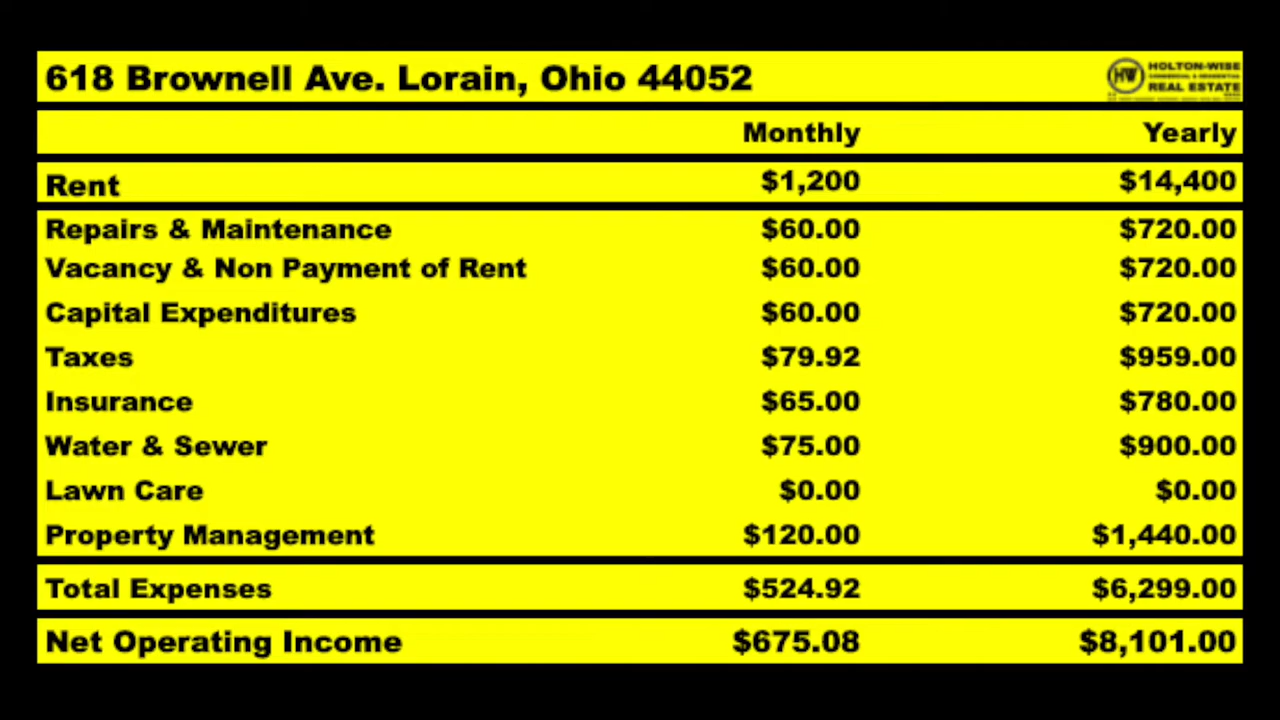 618 Brownell Ave. Lorain, Ohio 44052
HW HOLTON-WISE
COMMERCIAL & RESIDENTIAL
REAL ESTATE
Monthly Yearly
Rent $1,200 $14,400
Repairs & Maintenance $60.00 $720.00
Vacancy & Non Payment of Rent $60.00 $720.00
Capital Expenditures $60.00 $720.00
Taxes $79.92 $959.00
Insurance $65.00 $780.00
Water & Sewer $75.00 $900.00
Lawn Care $0.00 $0.00
Property Management $120.00 $1,440.00
Total Expenses $524.92 $6,299.00
Net Operating Income $675.08 $8,101.00